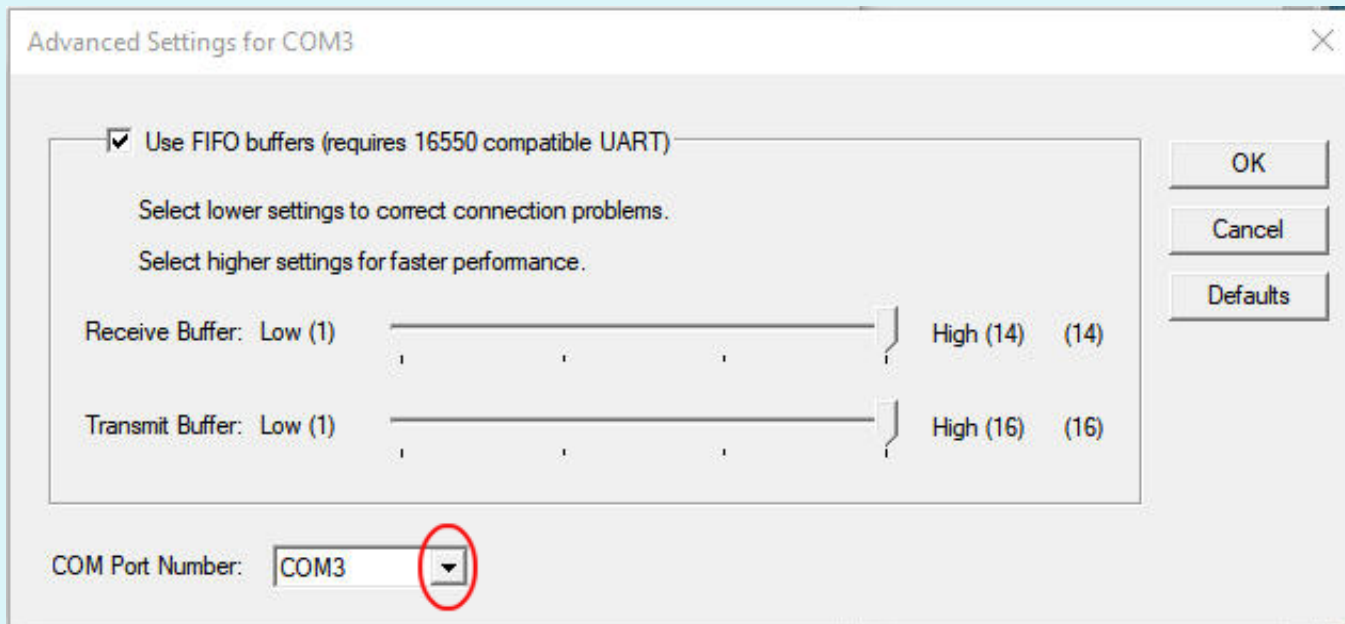 Advanced Settings for COM3
Use FIFO buffers (requires 16550 compatible UART)
OK
Select lower settings to correct connection problems.
Cancel
Select higher settings for faster performance.
Defaults
Receive Buffer: Low (1) High (14) (14)
Transmit Buffer: Low (1) High (16) (16)
COM Port Number: COM3